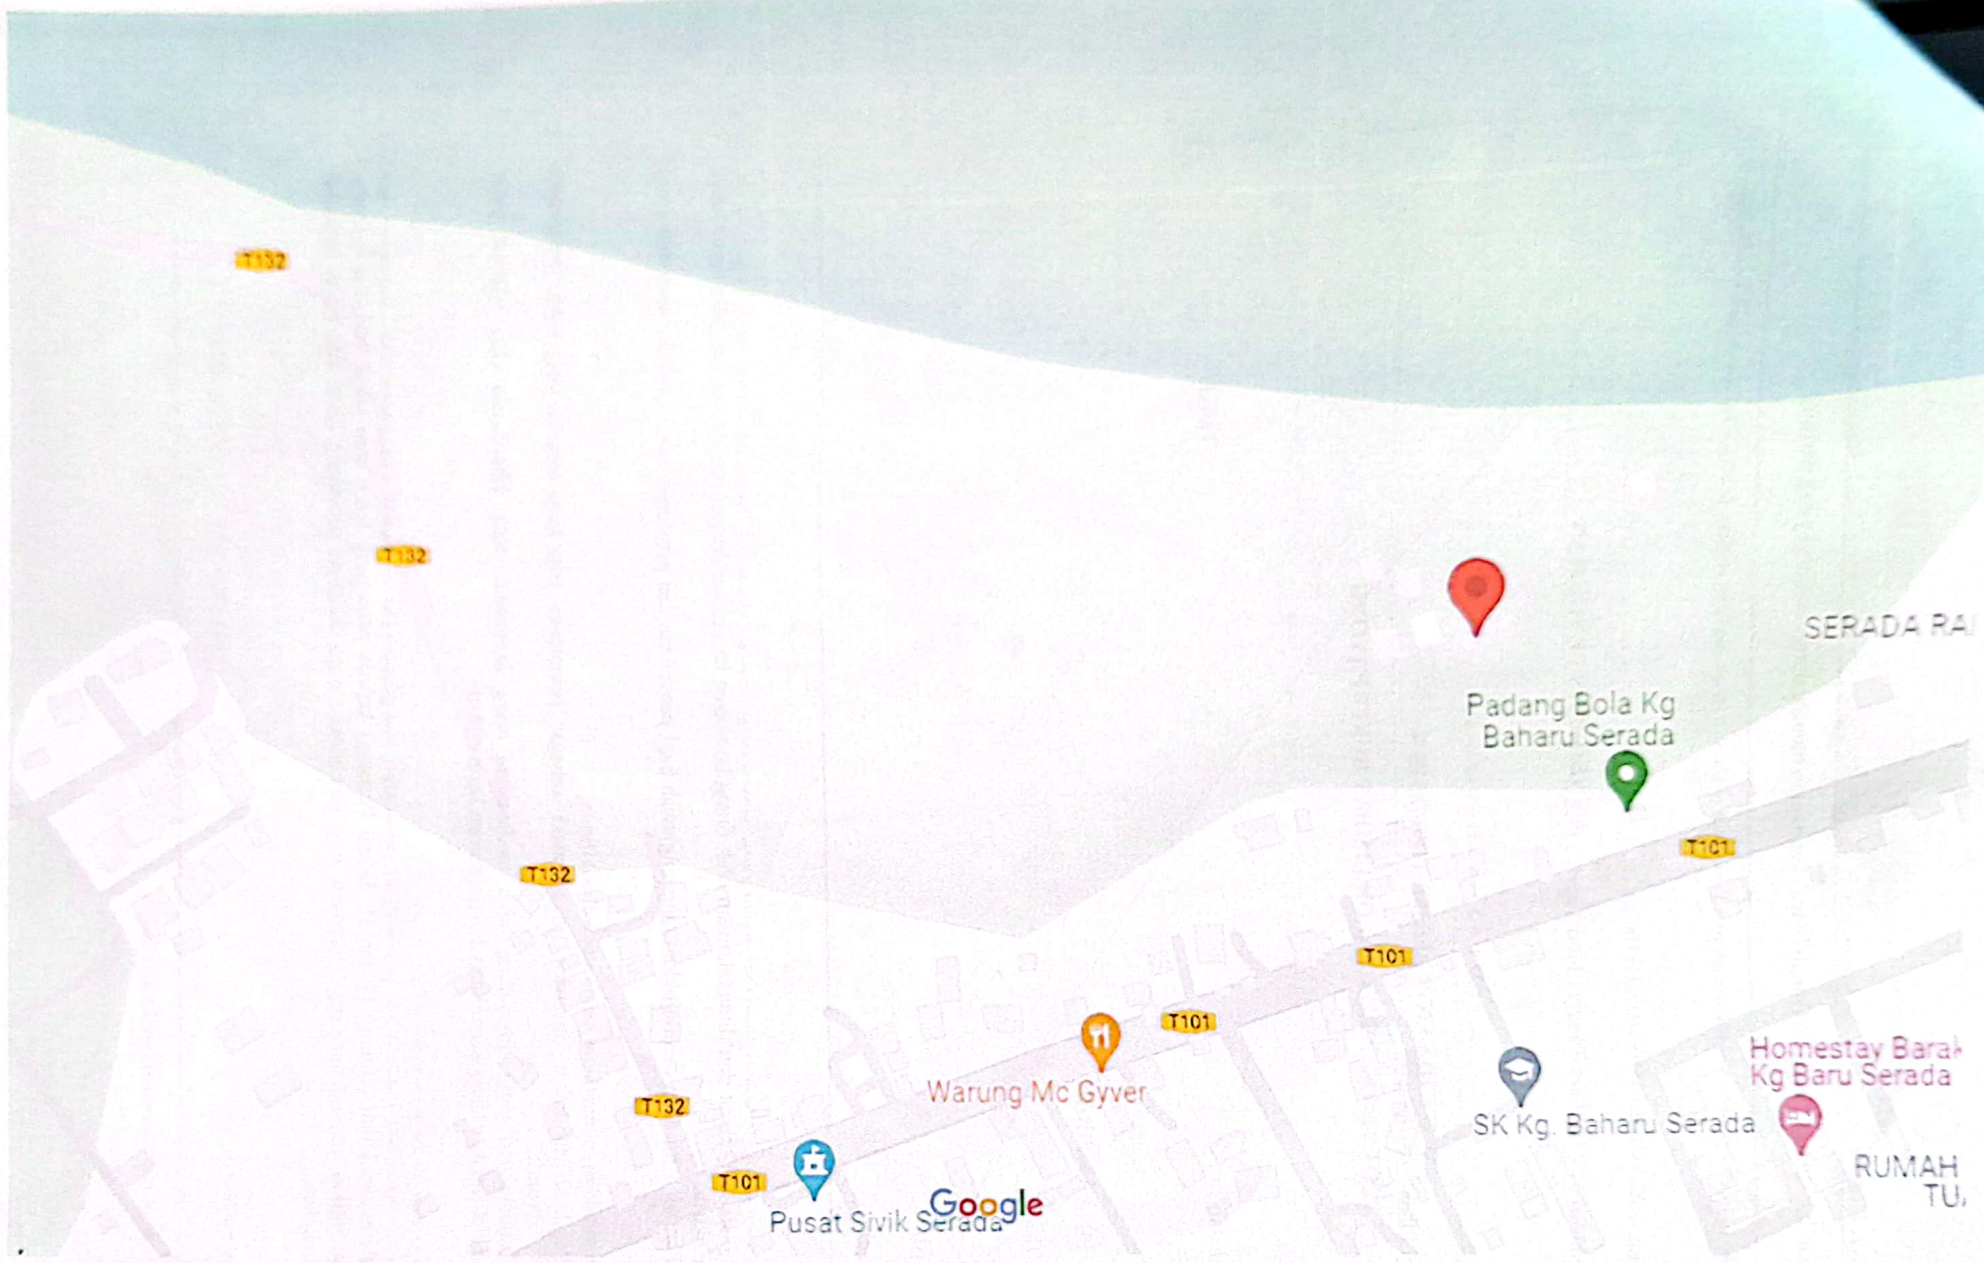 T132
T132
SERADA RA
Padang Bola Kg
Baharu Serada
T101
T132
T101
T101
Homestay Barak
Kg Baru Serada
Warung Mc Gyver
T132
SK Kg. Baharu Serada
RUMAH
TU
T101
Google
Pusat Sivik Serada